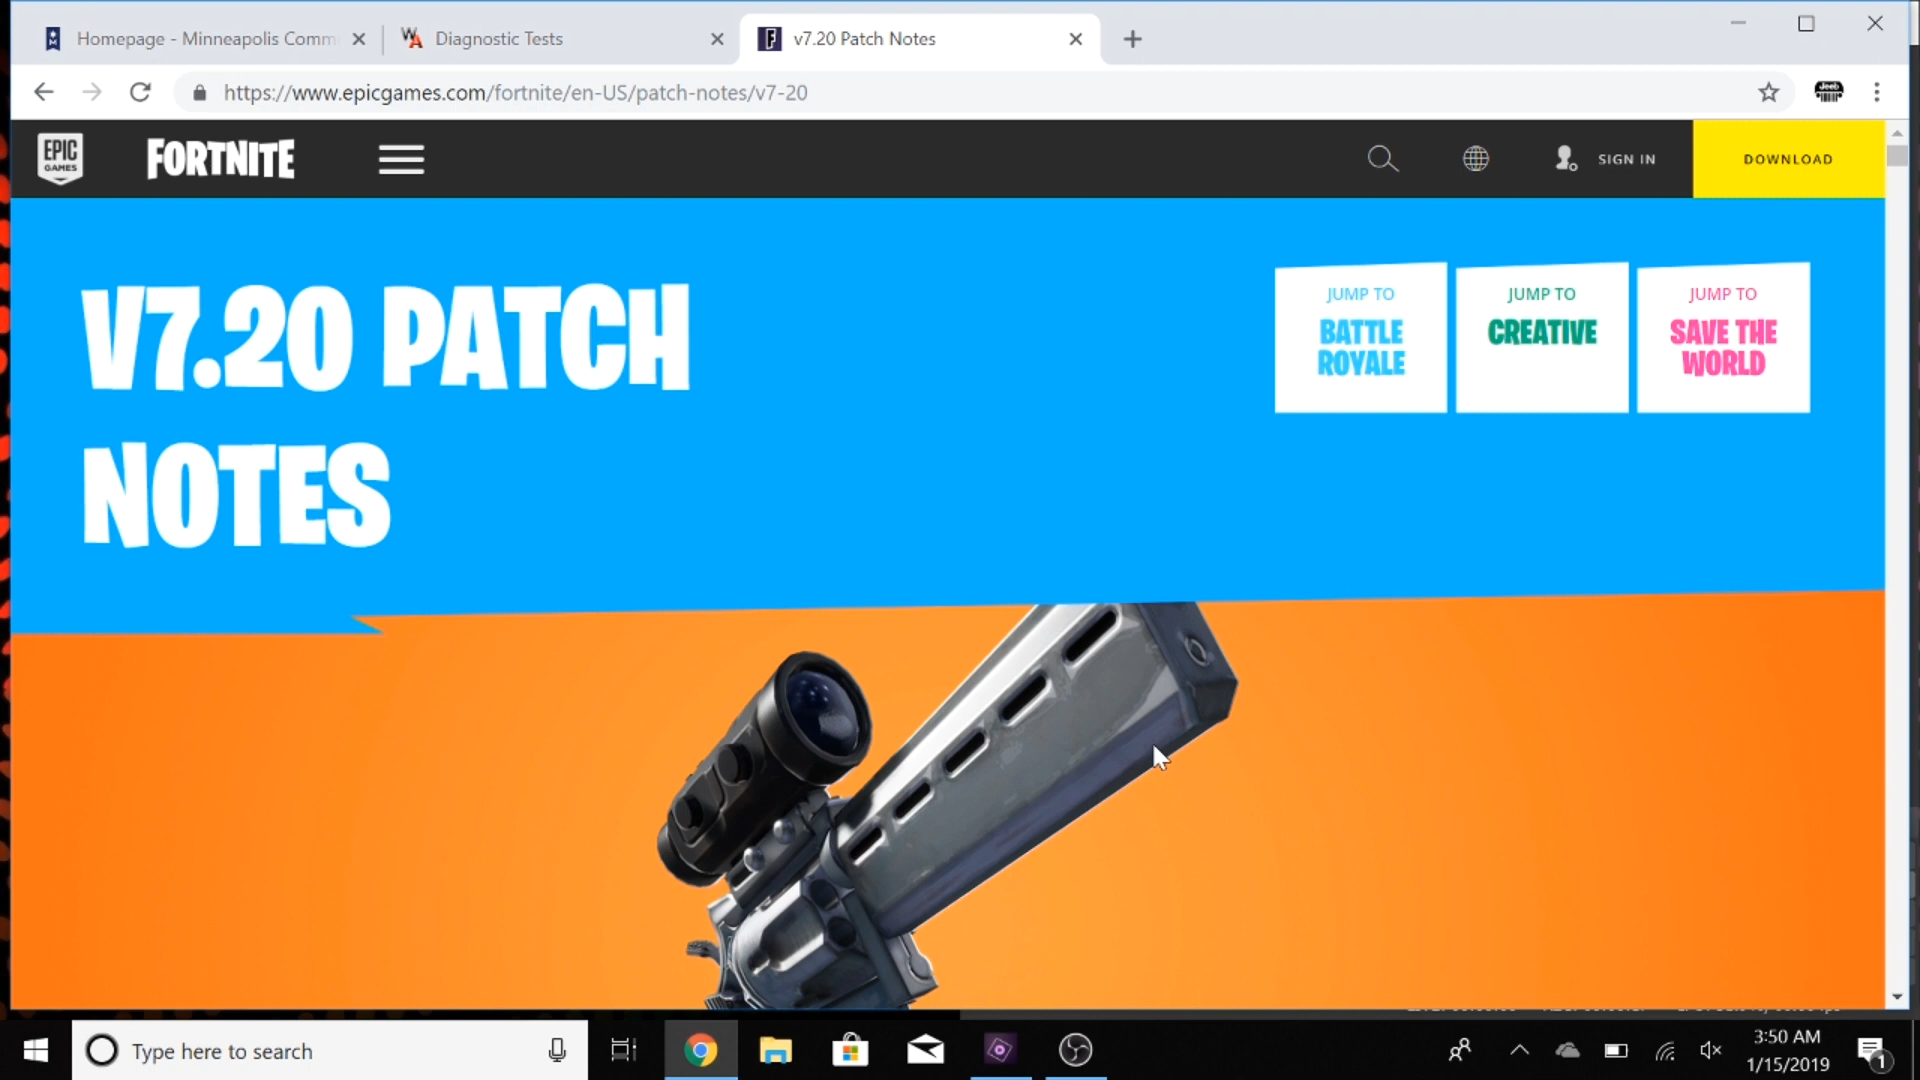 Homepage - Minneapolis Comm
Diagnostic Tests
v7.20 Patch Notes
https://www.epicgames.com/fortnite/en-US/patch-notes/v7-20
EPIC
GAMES
FORTNITE
SIGN IN
DOWNLOAD
V7.20 PATCH
NOTES
JUMP TO
BATTLE
ROYALE
JUMP TO
CREATIVE
JUMP TO
SAVE THE
WORLD
Type here to search
3:50 AM
1/15/2019
1